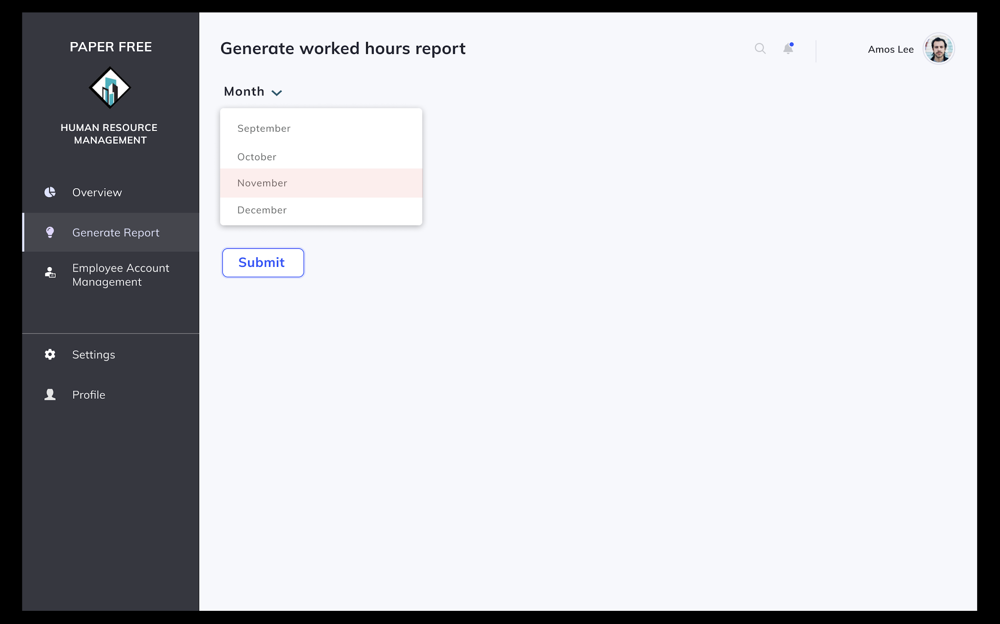 PAPER FREE
HUMAN RESOURCE
MANAGEMENT
Overview
Generate Report
Employee Account
Management
Settings
Profile
Generate worked hours report
Amos Lee
Month
September
October
November
December
Submit